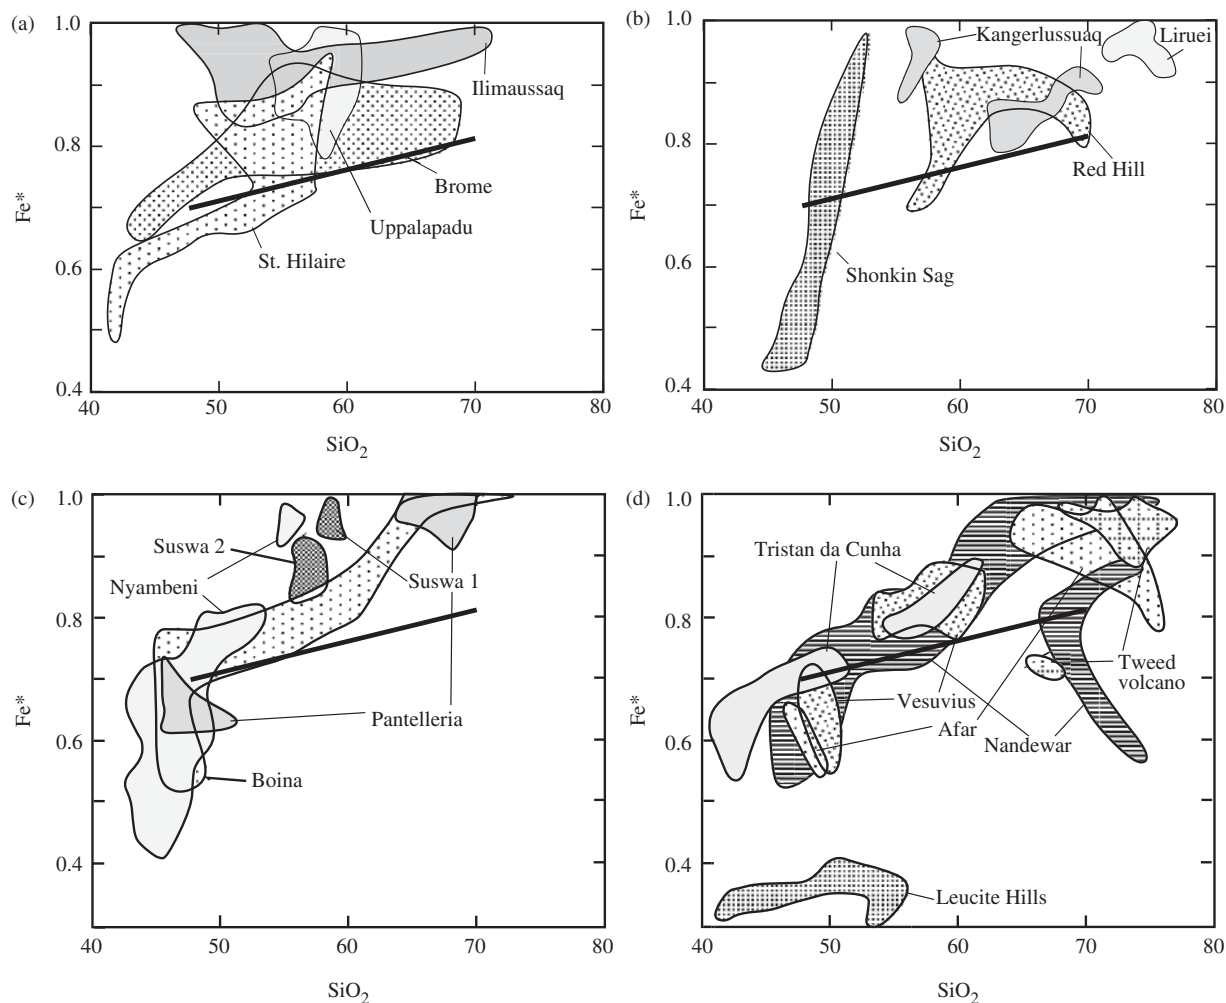 (a)
1.0
0.8
0.6
0.4
Fe*
40 50 60 70 80
SiO2
Ilimaussaq
Brome
Uppalapadu
St. Hilaire
(b)
1.0
0.8
0.6
0.4
Fe*
40 50 60 70 80
SiO2
Kangerlussuaq
Liruei
Red Hill
Shonkin Sag
(c)
1.0
0.8
0.6
0.4
Fe*
40 50 60 70 80
SiO2
Suswa 2
Nyambeni
Suswa 1
Pantelleria
Boina
(d)
1.0
0.8
0.6
0.4
Fe*
40 50 60 70 80
SiO2
Tristan da Cunha
Tweed
volcano
Vesuvius
Afar
Nandewar
Leucite Hills